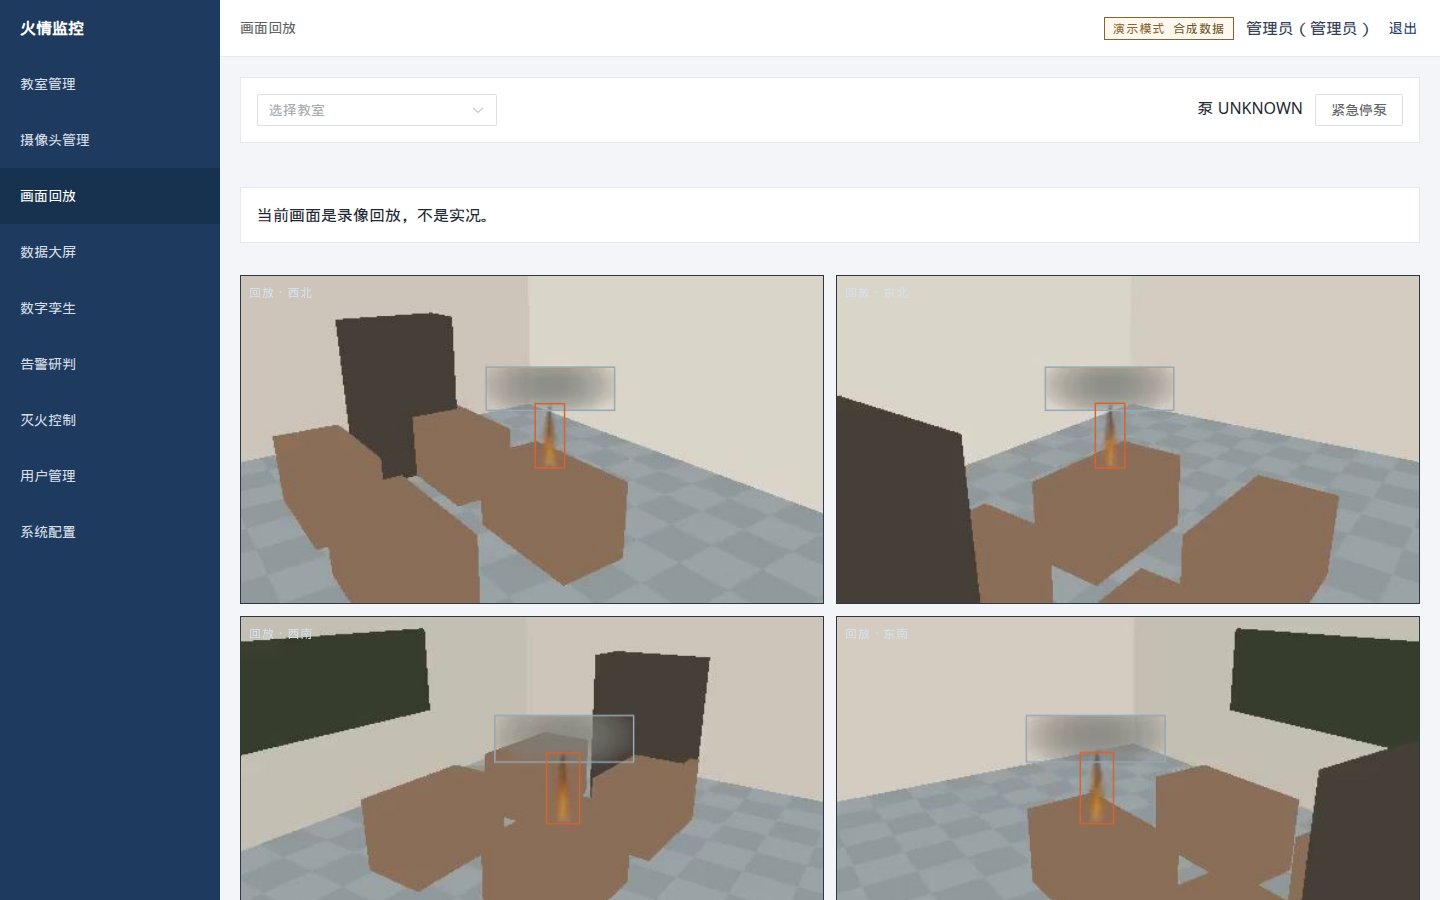 火情监控
教室管理
摄像头管理
画面回放
数据大屏
数字孪生
告警研判
灭火控制
用户管理
系统配置
画面回放
演示模式 合成数据
管理员（管理员）
退出
选择教室
泵 UNKNOWN
紧急停泵
当前画面是录像回放，不是实况。
回放 · 西北
回放 · 东北
回放 · 西南
回放 · 东南